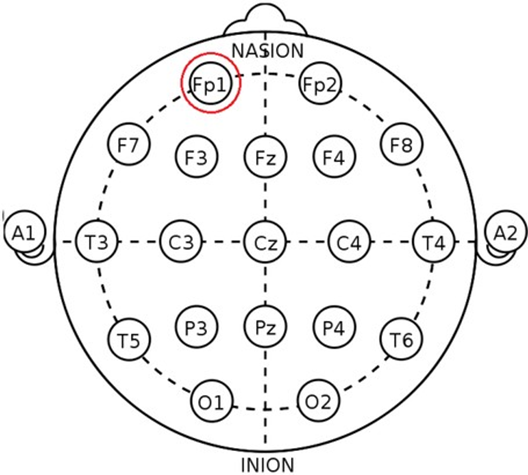 NASION
Fp1 Fp2
F7 F3 Fz F4 F8
A1 T3 C3 Cz C4 T4 A2
T5 P3 Pz P4 T6
O1 O2
INION